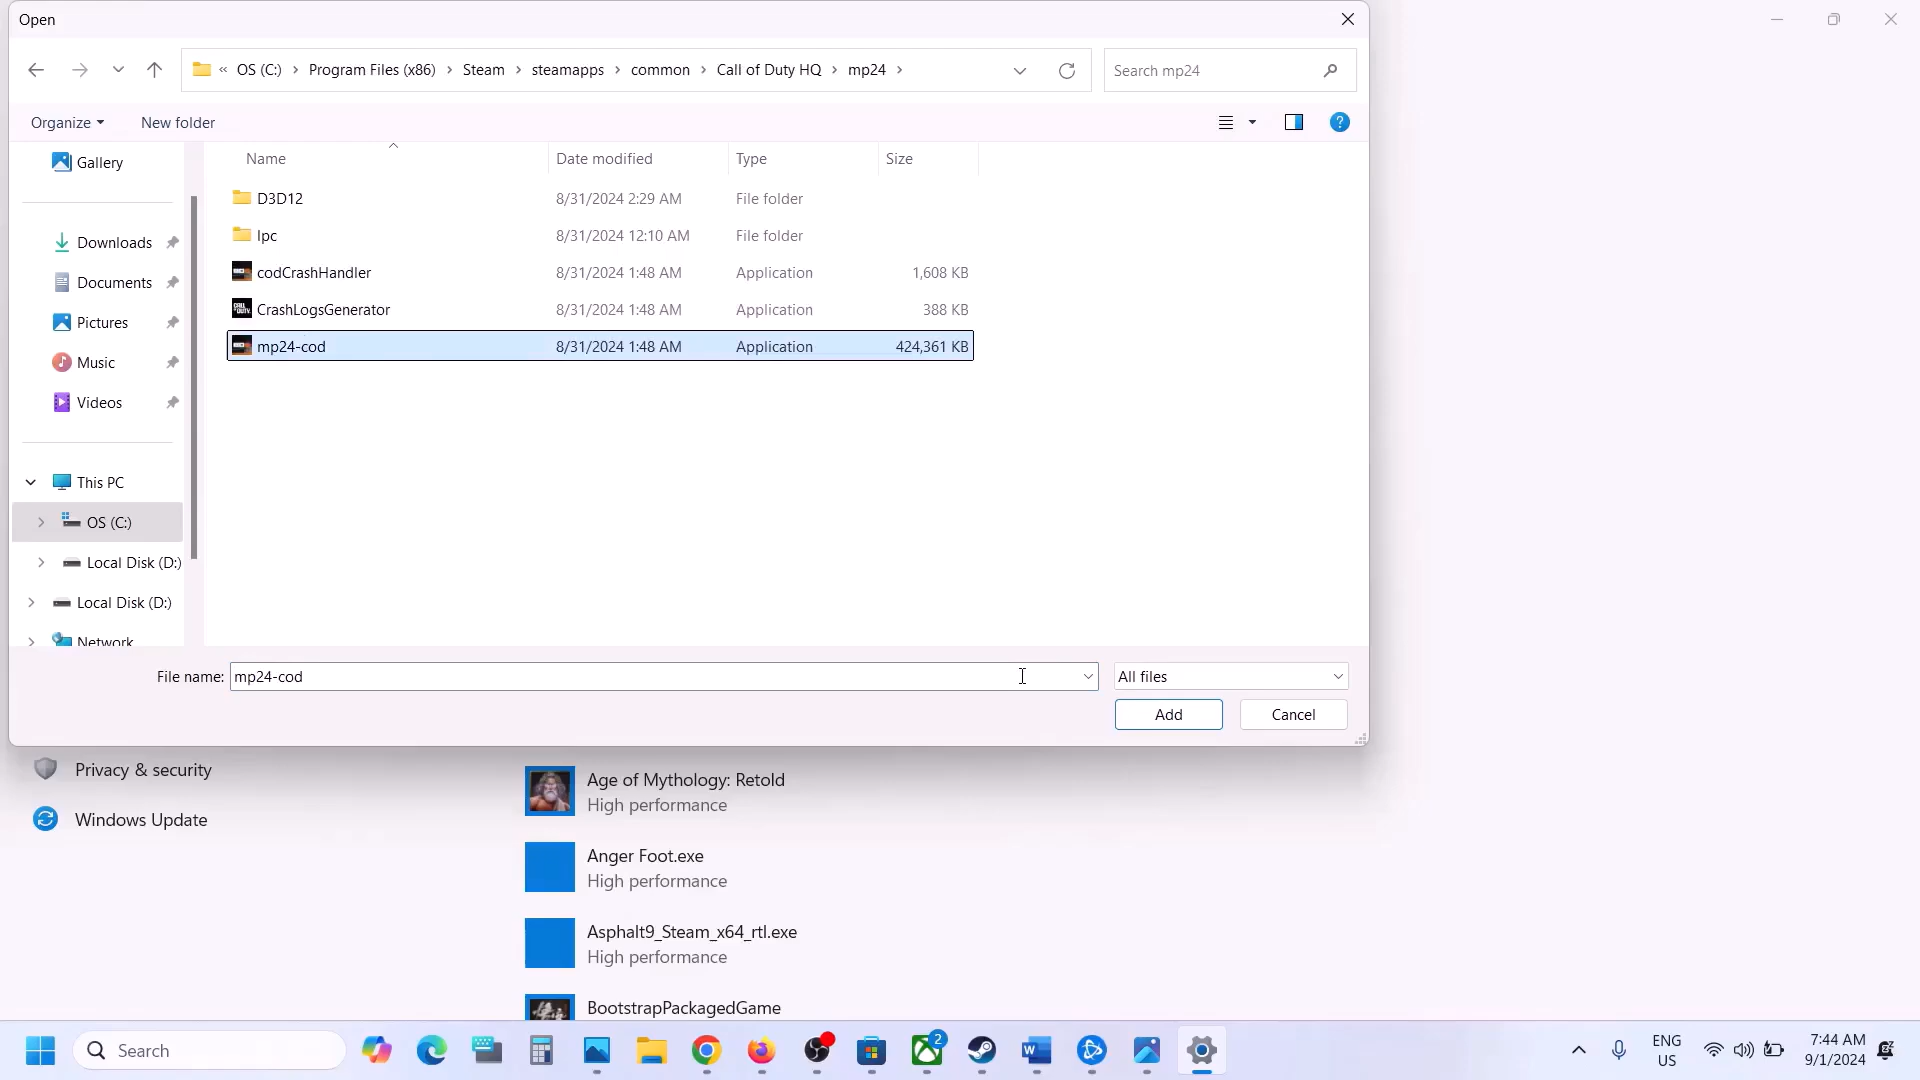 Open
« OS (C:) › Program Files (x86) › Steam › steamapps › common › Call of Duty HQ › mp24 ›
Search mp24
Organize
New folder
Gallery
Downloads
Documents
Pictures
Music
Videos
This PC
OS (C:)
Local Disk (D:)
Local Disk (D:)
Network
Name Date modified Type Size
D3D12 8/31/2024 2:29 AM File folder
lpc 8/31/2024 12:10 AM File folder
codCrashHandler 8/31/2024 1:48 AM Application 1,608 KB
CrashLogsGenerator 8/31/2024 1:48 AM Application 388 KB
mp24-cod 8/31/2024 1:48 AM Application 424,361 KB
File name: mp24-cod
All files
Add
Cancel
Privacy & security
Windows Update
Age of Mythology: Retold
High performance
Anger Foot.exe
High performance
Asphalt9_Steam_x64_rtl.exe
High performance
BootstrapPackagedGame
Search
2
ENG
US
7:44 AM
9/1/2024